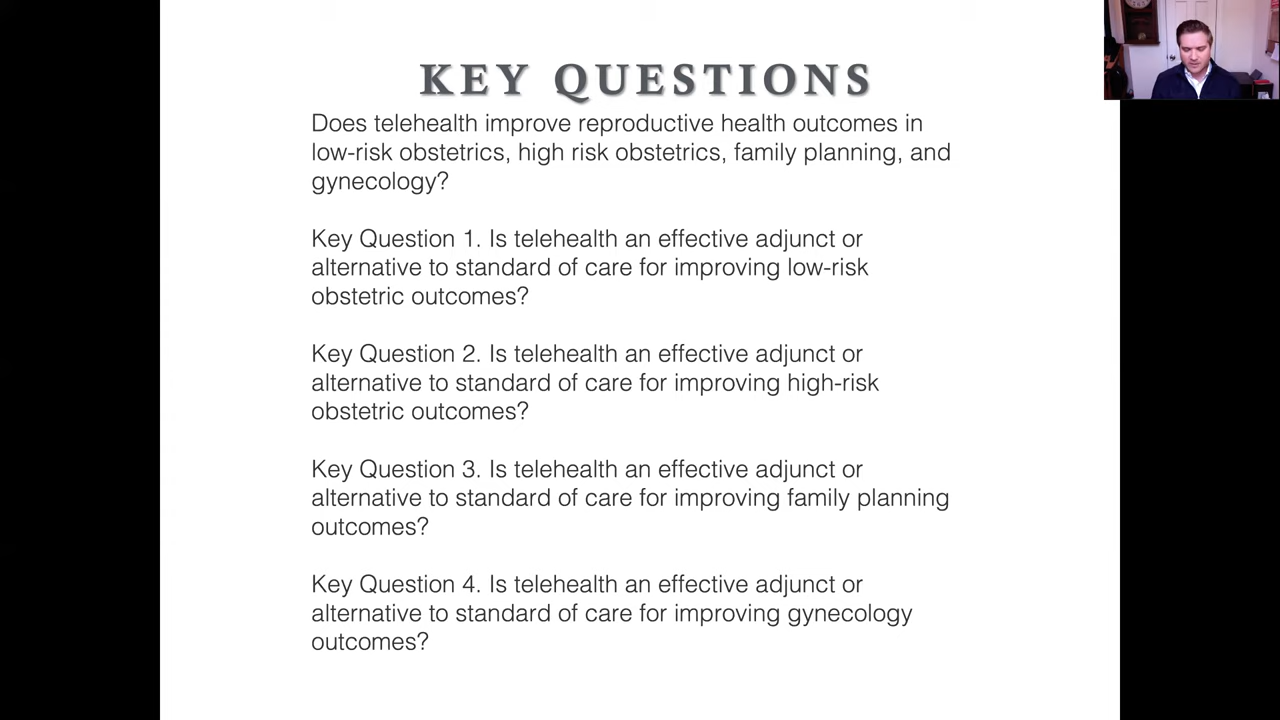 KEY QUESTIONS
Does telehealth improve reproductive health outcomes in
low-risk obstetrics, high risk obstetrics, family planning, and
gynecology?
Key Question 1. Is telehealth an effective adjunct or
alternative to standard of care for improving low-risk
obstetric outcomes?
Key Question 2. Is telehealth an effective adjunct or
alternative to standard of care for improving high-risk
obstetric outcomes?
Key Question 3. Is telehealth an effective adjunct or
alternative to standard of care for improving family planning
outcomes?
Key Question 4. Is telehealth an effective adjunct or
alternative to standard of care for improving gynecology
outcomes?